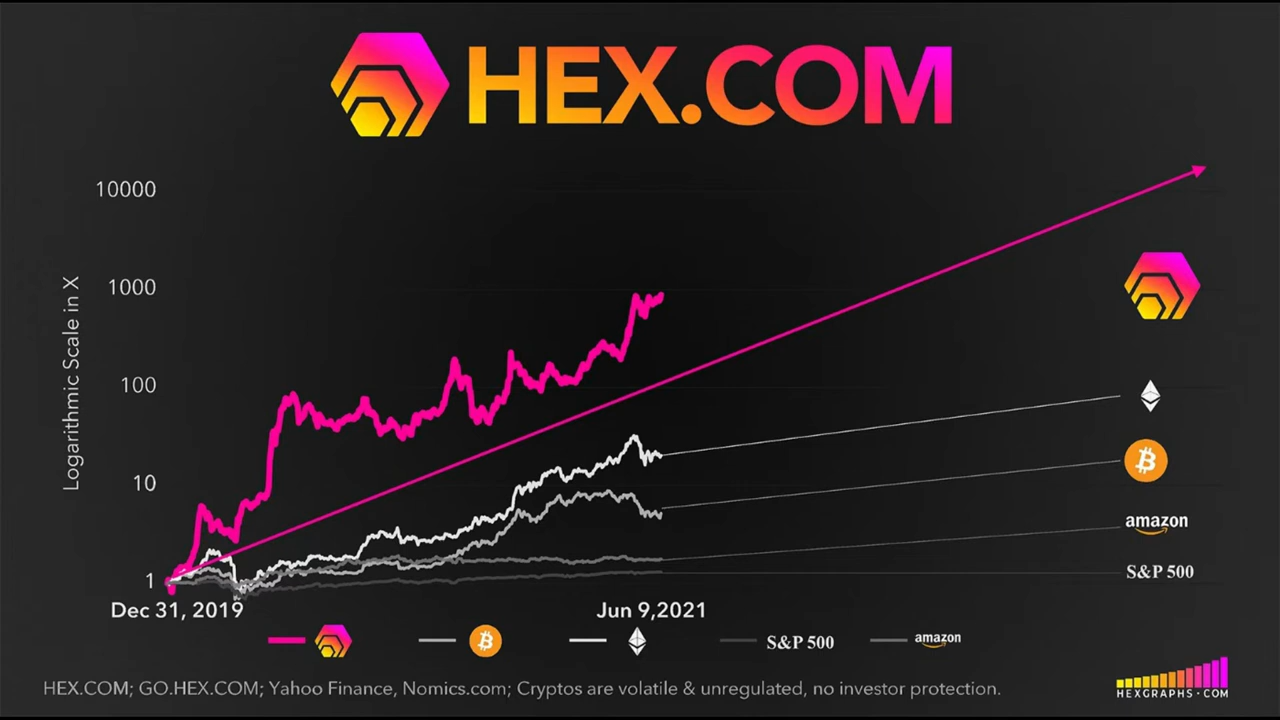 HEX.COM
10000
1000
100
10
1
Logarithmic Scale in X
amazon
S&P 500
Dec 31, 2019 Jun 9,2021
S&P 500 amazon
HEX.COM; GO.HEX.COM; Yahoo Finance, Nomics.com; Cryptos are volatile & unregulated, no investor protection.
HEXGRAPHS·COM